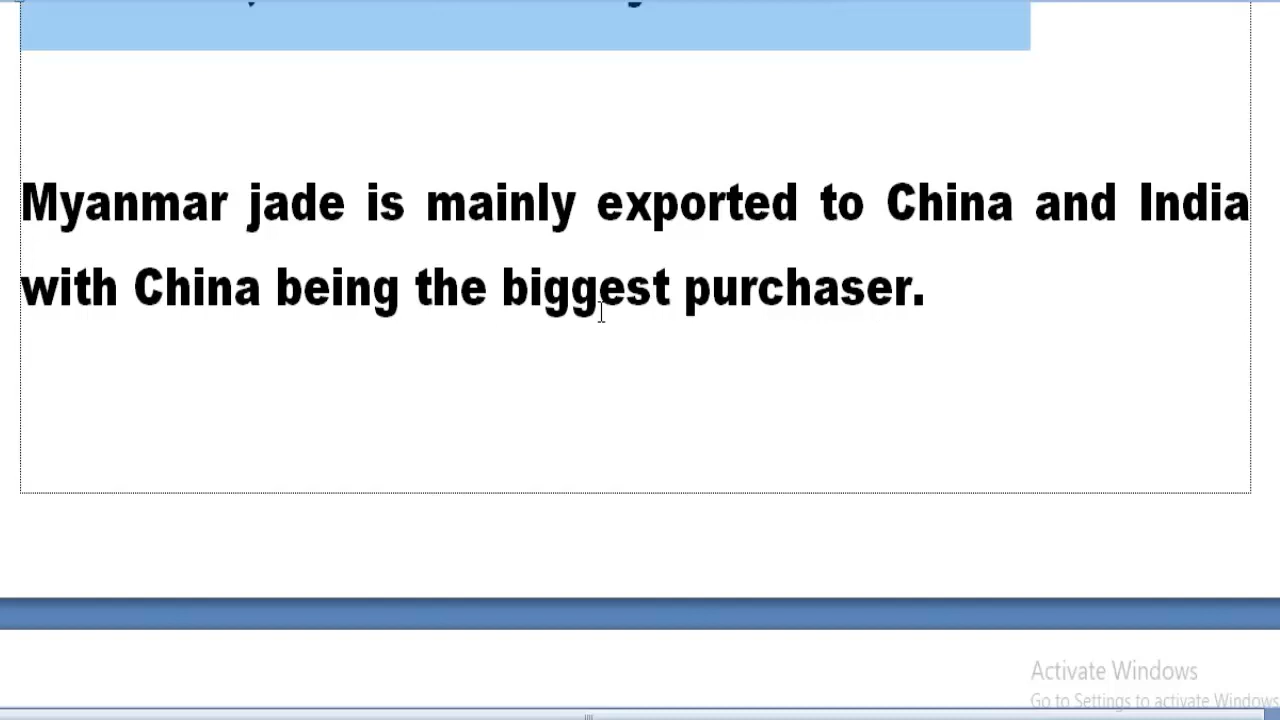 Myanmar jade is mainly exported to China and India
with China being the biggest purchaser.
Activate Windows
Go to Settings to activate Windows